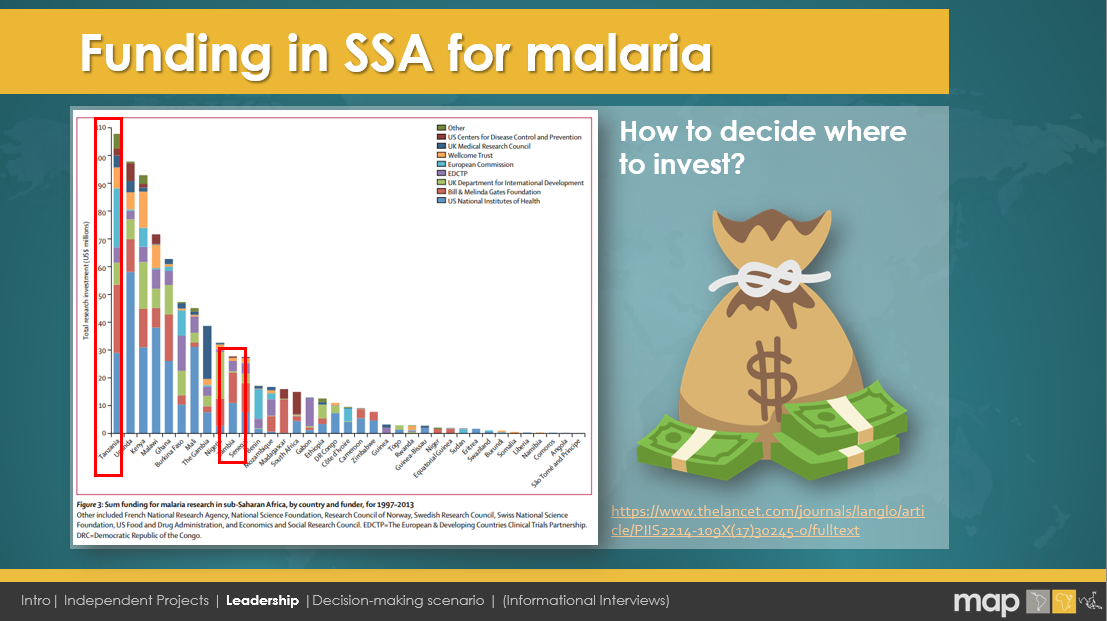 Funding in SSA for malaria
How to decide where
to invest?
110
100
90
80
70
60
50
40
30
20
10
0
Total research investment (US$ millions)
Other
US Centers for Disease Control and Prevention
UK Medical Research Council
Wellcome Trust
European Commission
EDCTP
UK Department for International Development
Bill & Melinda Gates Foundation
US National Institutes of Health
Tanzania
Uganda
Kenya
Malawi
Ghana
Burkina Faso
Mali
The Gambia
Benin
Mozambique
Madagascar
South Africa
Gabon
Ethiopia
DR Congo
Côte d'Ivoire
Cameroon
Zimbabwe
Guinea
Togo
Rwanda
Guinea-Bissau
Niger
Equatorial Guinea
Sudan
Eritrea
Swaziland
Burundi
Somalia
Liberia
Namibia
Comoros
Angola
São Tomé and Príncipe
Figure 3: Sum funding for malaria research in sub-Saharan Africa, by country and funder, for 1997–2013
Other included French National Research Agency, National Science Foundation, Research Council of Norway, Swedish Research Council, Swiss National Science
Foundation, US Food and Drug Administration, and Economics and Social Research Council. EDCTP=The European & Developing Countries Clinical Trials Partnership.
DRC=Democratic Republic of the Congo.
$
https://www.thelancet.com/journals/langlo/arti
cle/PIIS2214-109X(17)30245-0/fulltext
Intro| Independent Projects | Leadership |Decision-making scenario | (Informational Interviews)
map